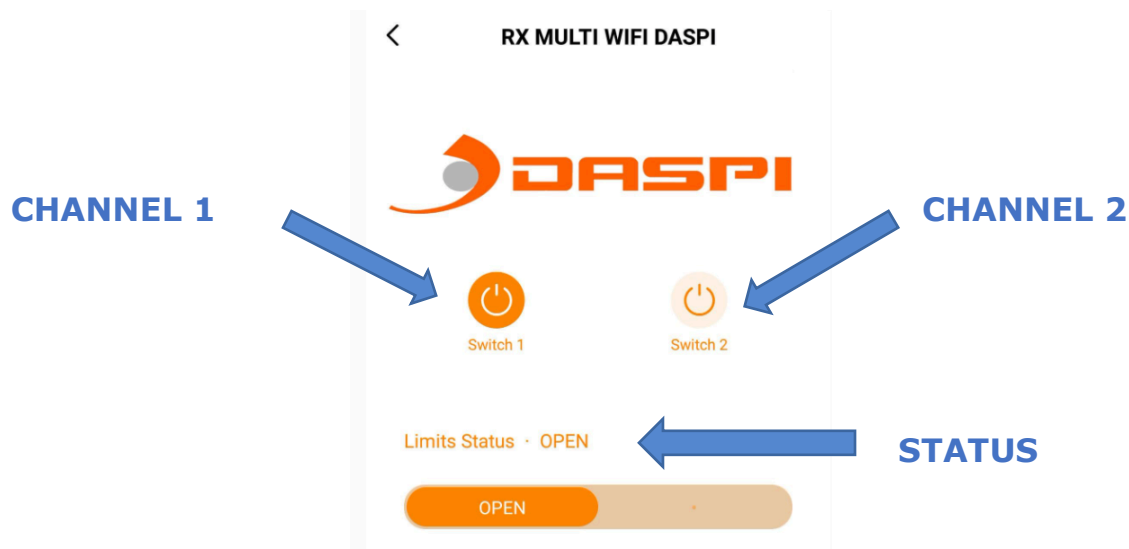 RX MULTI WIFI DASPI
DASPI
CHANNEL 1
CHANNEL 2
Switch 1
Switch 2
Limits Status · OPEN
STATUS
OPEN